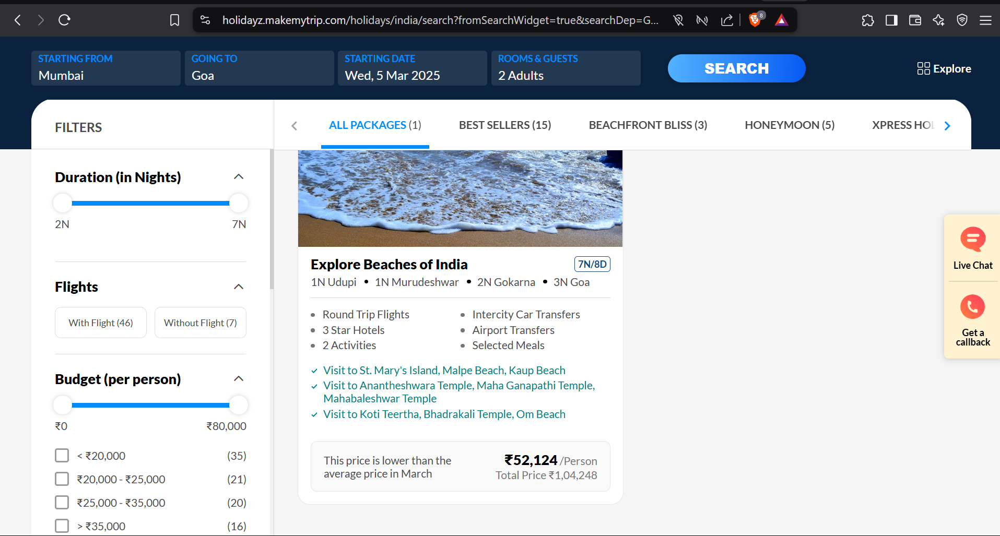 holidayz.makemytrip.com/holidays/india/search?fromSearchWidget=true&searchDep=G...
8
STARTING FROM
Mumbai
GOING TO
Goa
STARTING DATE
Wed, 5 Mar 2025
ROOMS & GUESTS
2 Adults
SEARCH
Explore
FILTERS
ALL PACKAGES (1)
BEST SELLERS (15)
BEACHFRONT BLISS (3)
HONEYMOON (5)
XPRESS HOL
Duration (in Nights)
2N
7N
Flights
With Flight (46)
Without Flight (7)
Budget (per person)
₹0
₹80,000
< ₹20,000 (35)
₹20,000 - ₹25,000 (21)
₹25,000 - ₹35,000 (20)
> ₹35,000 (16)
Explore Beaches of India
7N/8D
1N Udupi • 1N Murudeshwar • 2N Gokarna • 3N Goa
Round Trip Flights
3 Star Hotels
2 Activities
Intercity Car Transfers
Airport Transfers
Selected Meals
Visit to St. Mary's Island, Malpe Beach, Kaup Beach
Visit to Anantheshwara Temple, Maha Ganapathi Temple,
Mahabaleshwar Temple
Visit to Koti Teertha, Bhadrakali Temple, Om Beach
This price is lower than the
average price in March
₹52,124 /Person
Total Price ₹1,04,248
Live Chat
Get a
callback